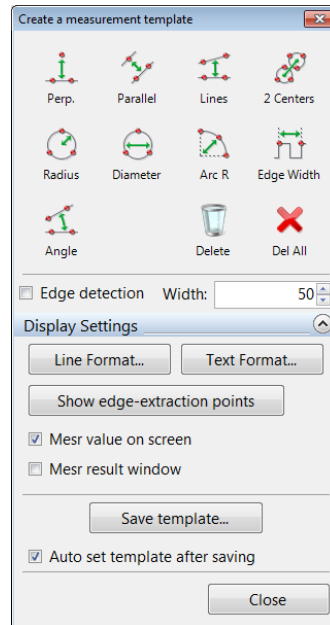 Create a measurement template
Perp. Parallel Lines 2 Centers
Radius Diameter Arc R Edge Width
Angle Delete Del All
Edge detection Width: 50
Display Settings
Line Format... Text Format...
Show edge-extraction points
Mesr value on screen
Mesr result window
Save template...
Auto set template after saving
Close